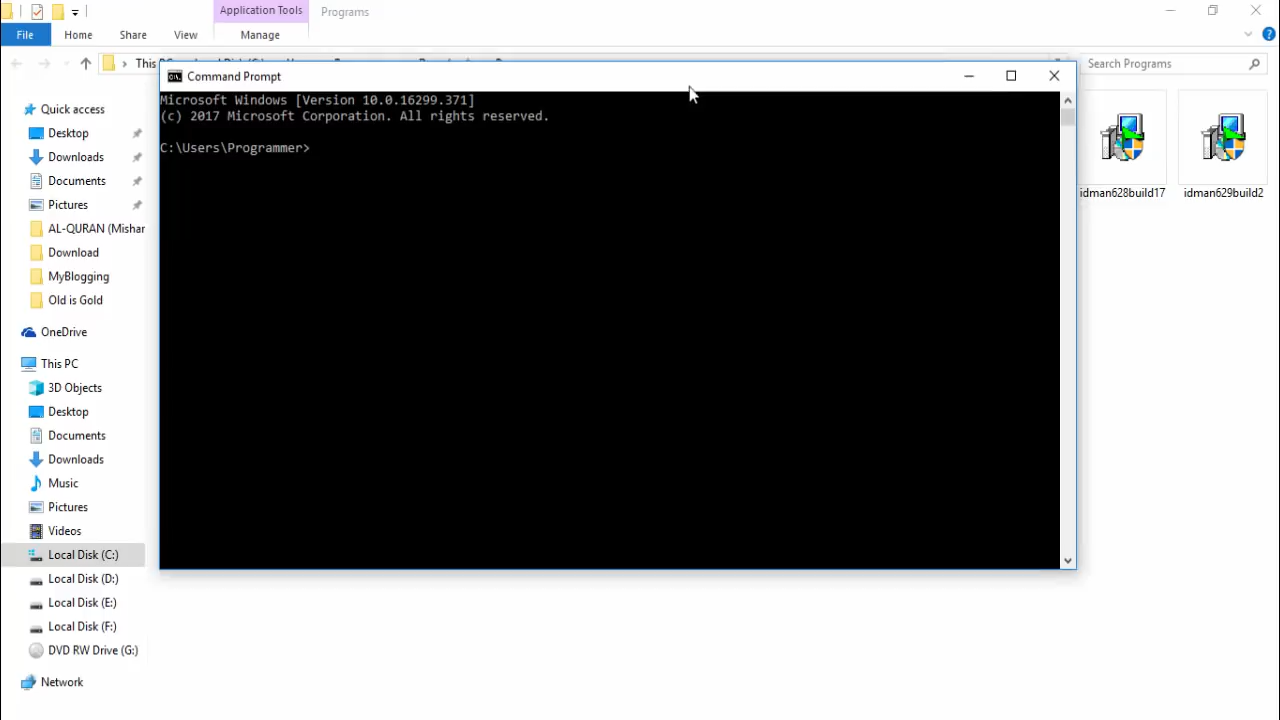 Application Tools
Programs
File
Home
Share
View
Manage
This P
Search Programs
Command Prompt
Microsoft Windows [Version 10.0.16299.371]
(c) 2017 Microsoft Corporation. All rights reserved.
C:\Users\Programmer>
Quick access
Desktop
Downloads
Documents
Pictures
AL-QURAN (Mishar
Download
MyBlogging
Old is Gold
OneDrive
This PC
3D Objects
Desktop
Documents
Downloads
Music
Pictures
Videos
Local Disk (C:)
Local Disk (D:)
Local Disk (E:)
Local Disk (F:)
DVD RW Drive (G:)
Network
idman628build17
idman629build2